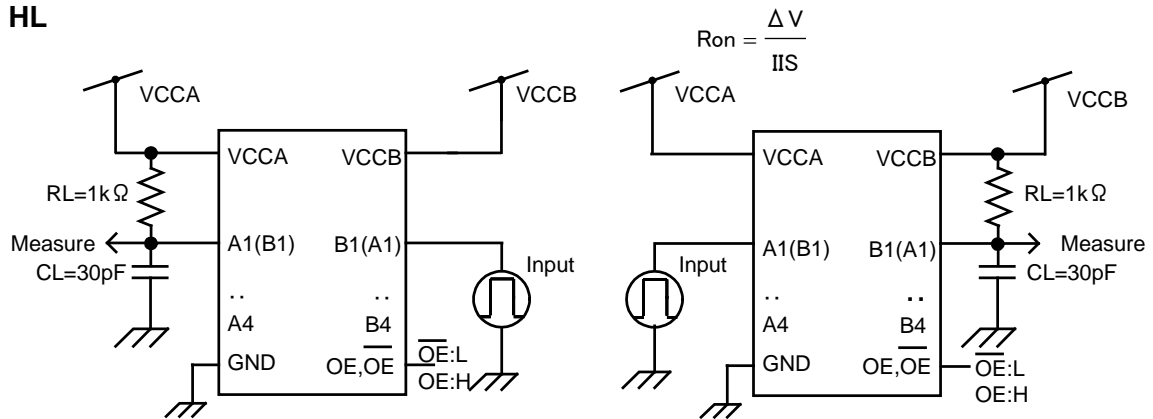 HL
Ron = ΔV
IIS
VCCA
VCCB
VCCA VCCB
RL=1kΩ
Measure
A1(B1) B1(A1)
Input
CL=30pF
.. ..
A4 B4
GND OE,OE
OE:L
OE:H
VCCA
VCCB
VCCA VCCB
RL=1kΩ
A1(B1) B1(A1)
Measure
Input
CL=30pF
.. ..
A4 B4
GND OE,OE
OE:L
OE:H